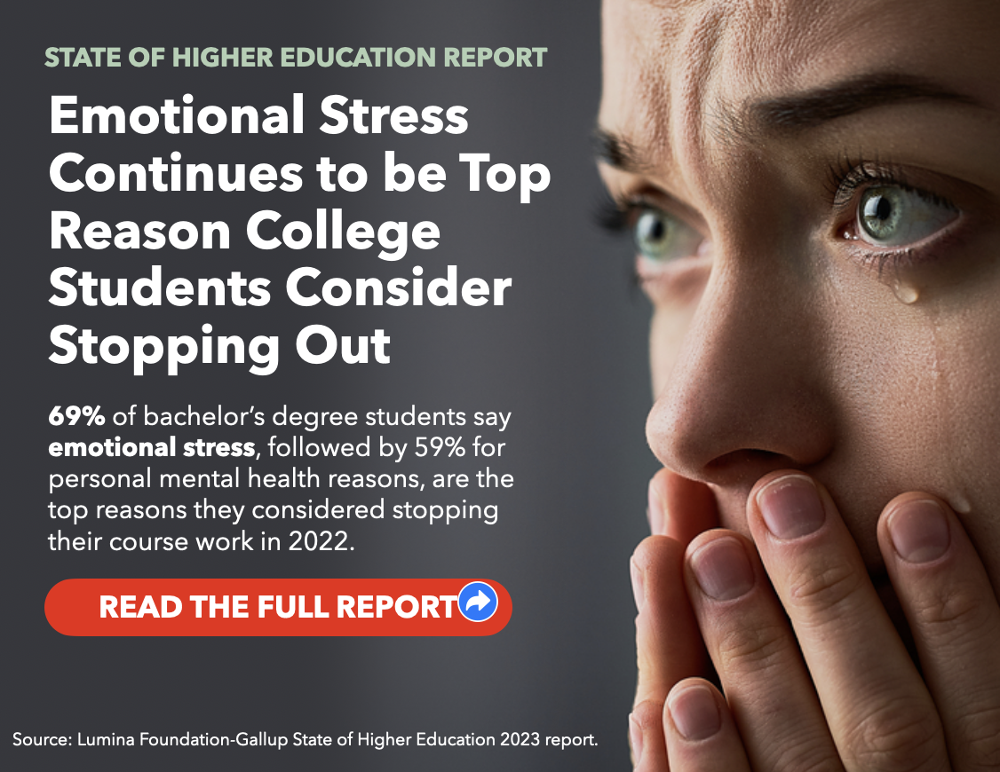 STATE OF HIGHER EDUCATION REPORT
Emotional Stress
Continues to be Top
Reason College
Students Consider
Stopping Out
69% of bachelor’s degree students say
emotional stress, followed by 59% for
personal mental health reasons, are the
top reasons they considered stopping
their course work in 2022.
READ THE FULL REPORT
Source: Lumina Foundation-Gallup State of Higher Education 2023 report.